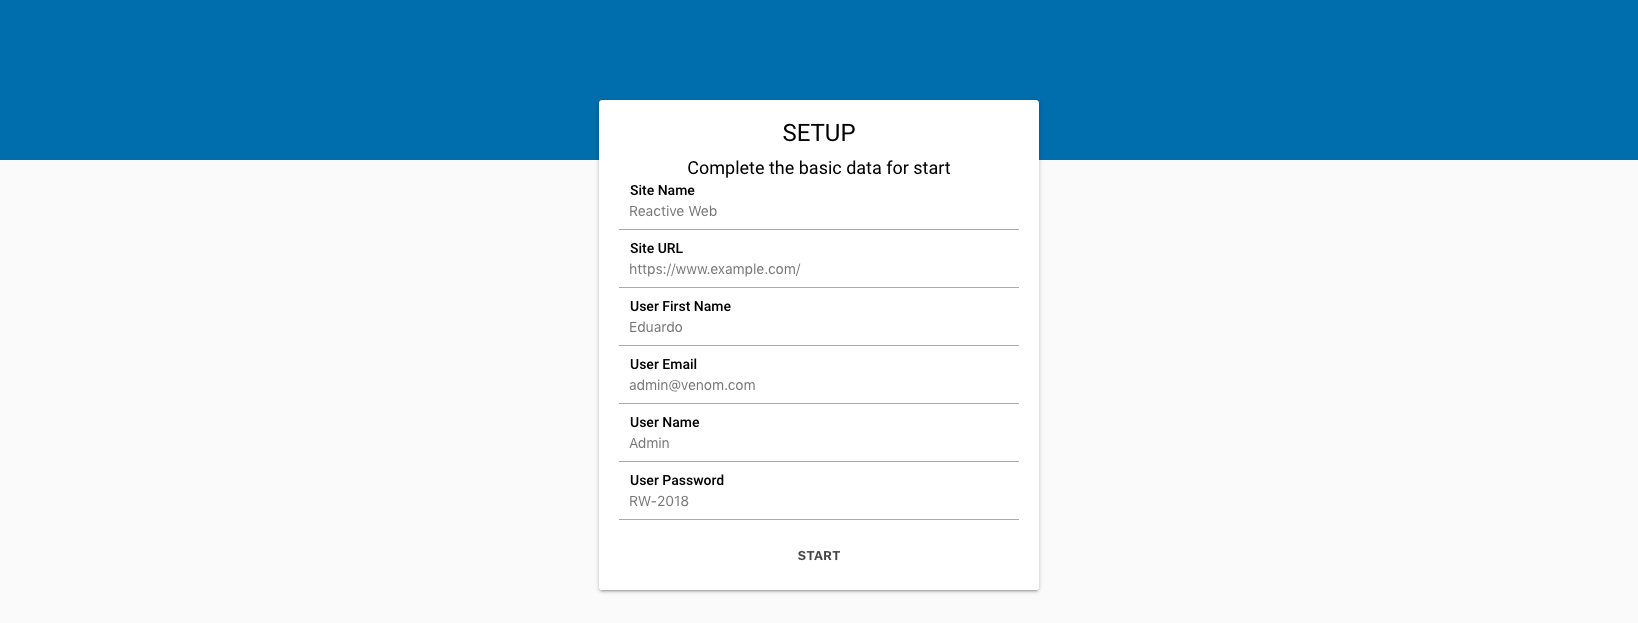 SETUP
Complete the basic data for start
Site Name
Reactive Web
Site URL
https://www.example.com/
User First Name
Eduardo
User Email
admin@venom.com
User Name
Admin
User Password
RW-2018
START